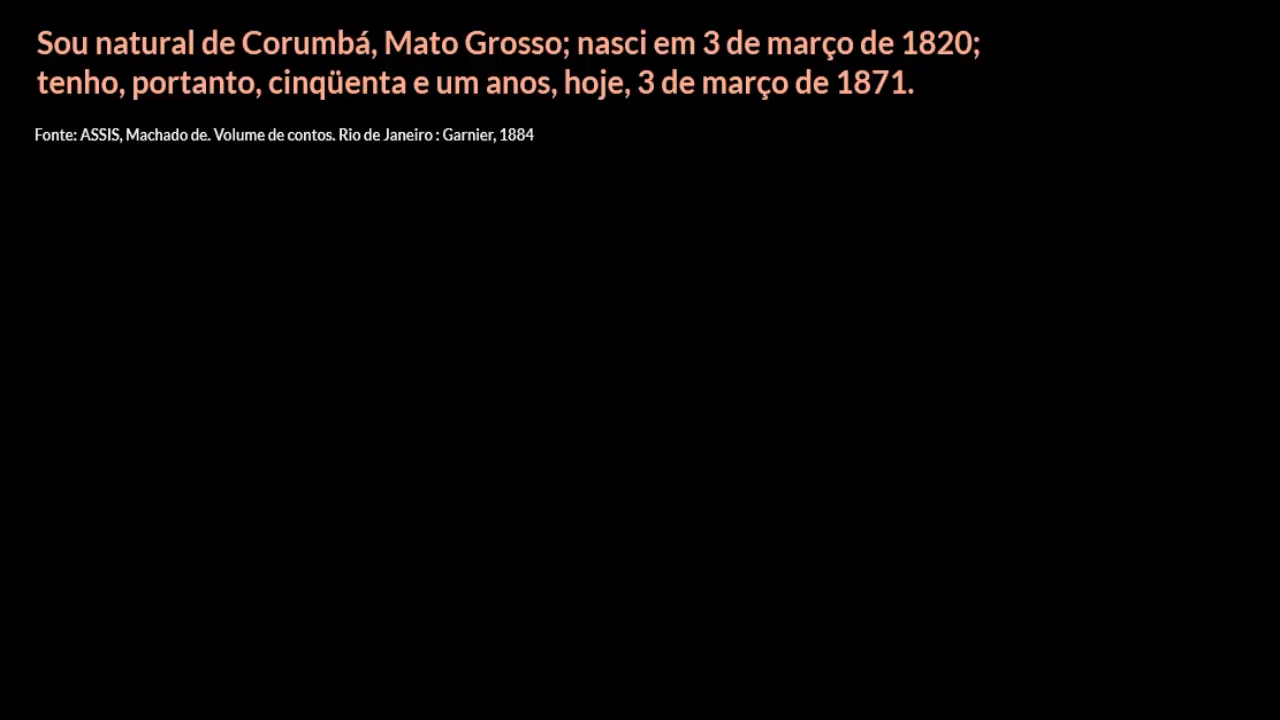 Sou natural de Corumbá, Mato Grosso; nasci em 3 de março de 1820;
tenho, portanto, cinqüenta e um anos, hoje, 3 de março de 1871.
Fonte: ASSIS, Machado de. Volume de contos. Rio de Janeiro : Garnier, 1884